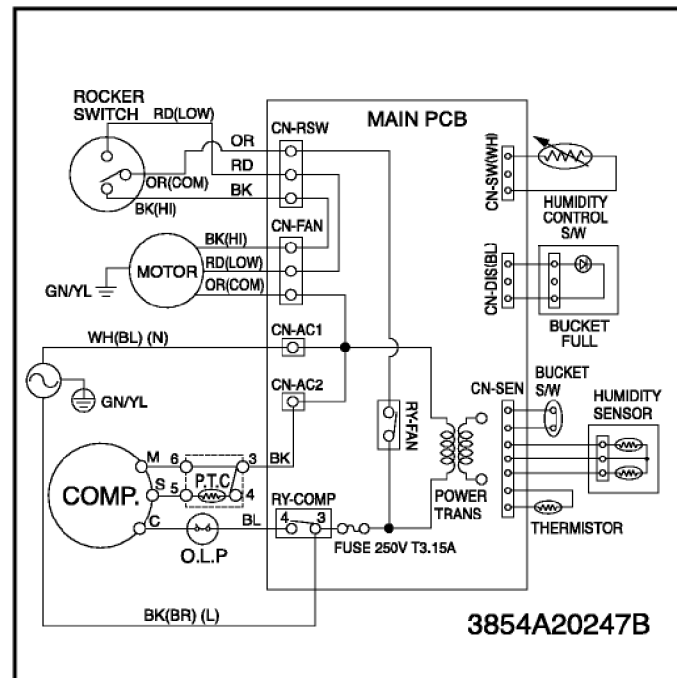 ROCKER
SWITCH
RD(LOW)
OR
RD
OR(COM)
BK
BK(HI)
CN-RSW
MAIN PCB
CN-SW(WH)
HUMIDITY
CONTROL
S/W
CN-FAN
BK(HI)
RD(LOW)
OR(COM)
MOTOR
GN/YL
CN-DIS(BL)
BUCKET
FULL
WH(BL) (N)
CN-AC1
CN-AC2
GN/YL
RY-FAN
CN-SEN
BUCKET
S/W
HUMIDITY
SENSOR
M
6
3
BK
COMP.
S
5
P.T.C
4
C
O.L.P
BL
RY-COMP
4
3
POWER
TRANS
THERMISTOR
FUSE 250V T3.15A
BK(BR) (L)
3854A20247B